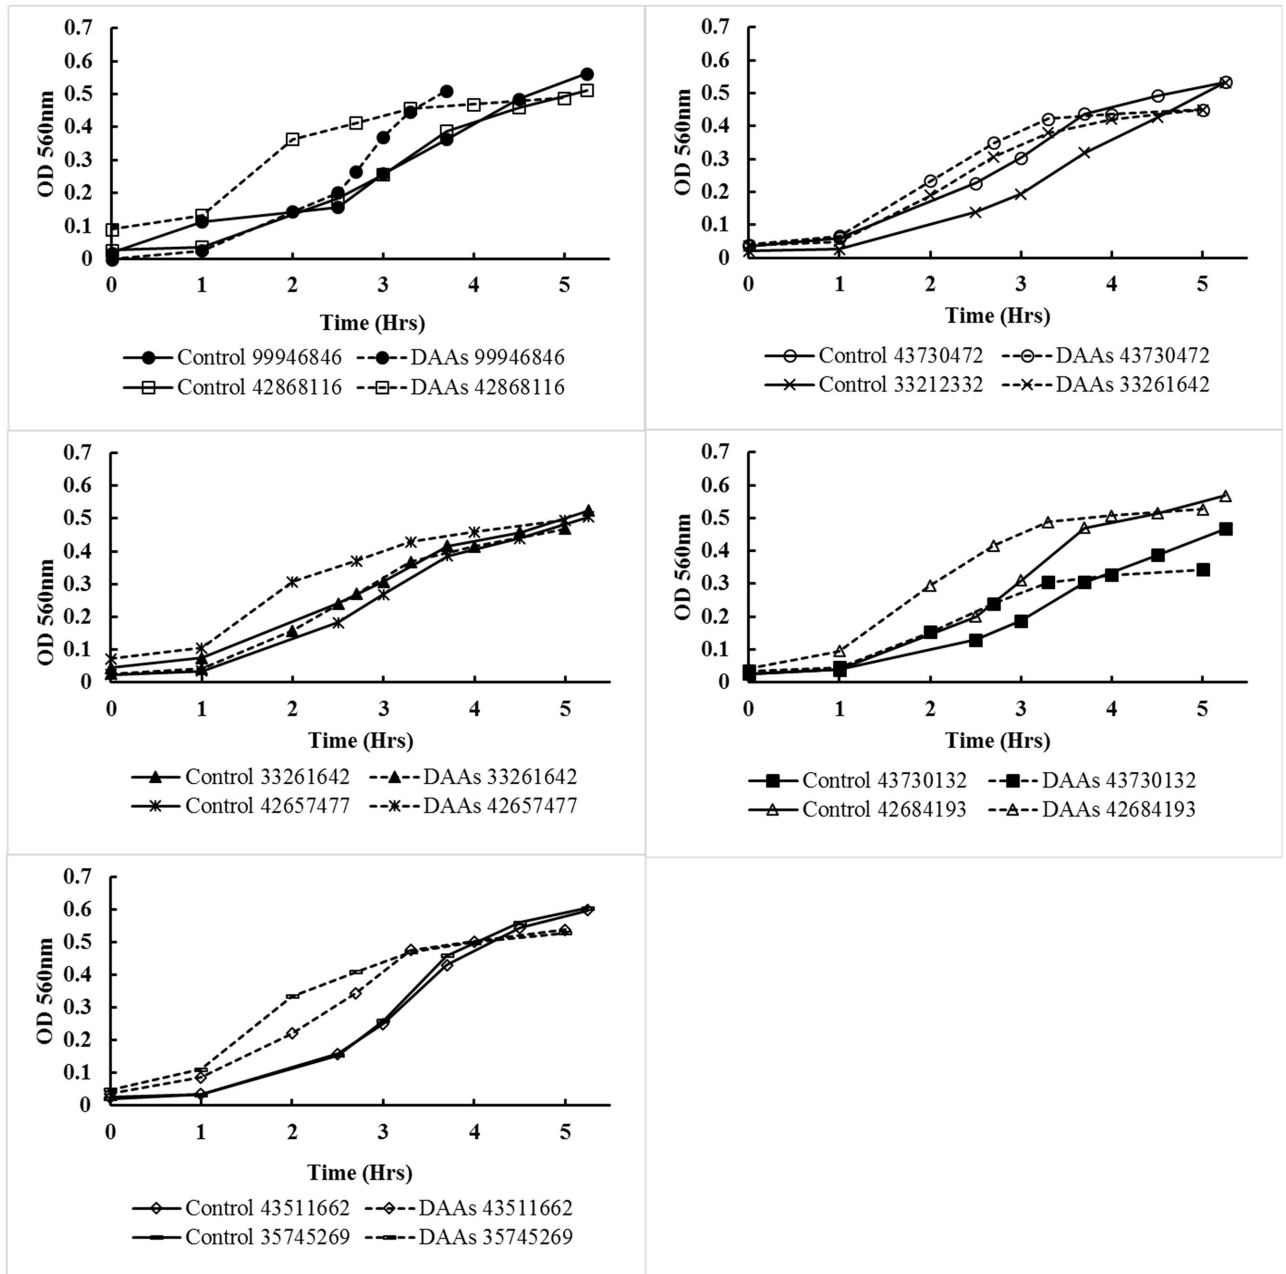 0.7
0.6
0.5
0.4
0.3
0.2
0.1
0
OD 560nm
0 1 2 3 4 5
Time (Hrs)
Control 99946846 DAAs 99946846
Control 42868116 DAAs 42868116
0.7
0.6
0.5
0.4
0.3
0.2
0.1
0
OD 560nm
0 1 2 3 4 5
Time (Hrs)
Control 43730472 DAAs 43730472
Control 33212332 DAAs 33261642
0.7
0.6
0.5
0.4
0.3
0.2
0.1
0
OD 560nm
0 1 2 3 4 5
Time (Hrs)
Control 33261642 DAAs 33261642
Control 42657477 DAAs 42657477
0.7
0.6
0.5
0.4
0.3
0.2
0.1
0
OD 560nm
0 1 2 3 4 5
Time (Hrs)
Control 43730132 DAAs 43730132
Control 42684193 DAAs 42684193
0.7
0.6
0.5
0.4
0.3
0.2
0.1
0
OD 560nm
0 1 2 3 4 5
Time (Hrs)
Control 43511662 DAAs 43511662
Control 35745269 DAAs 35745269